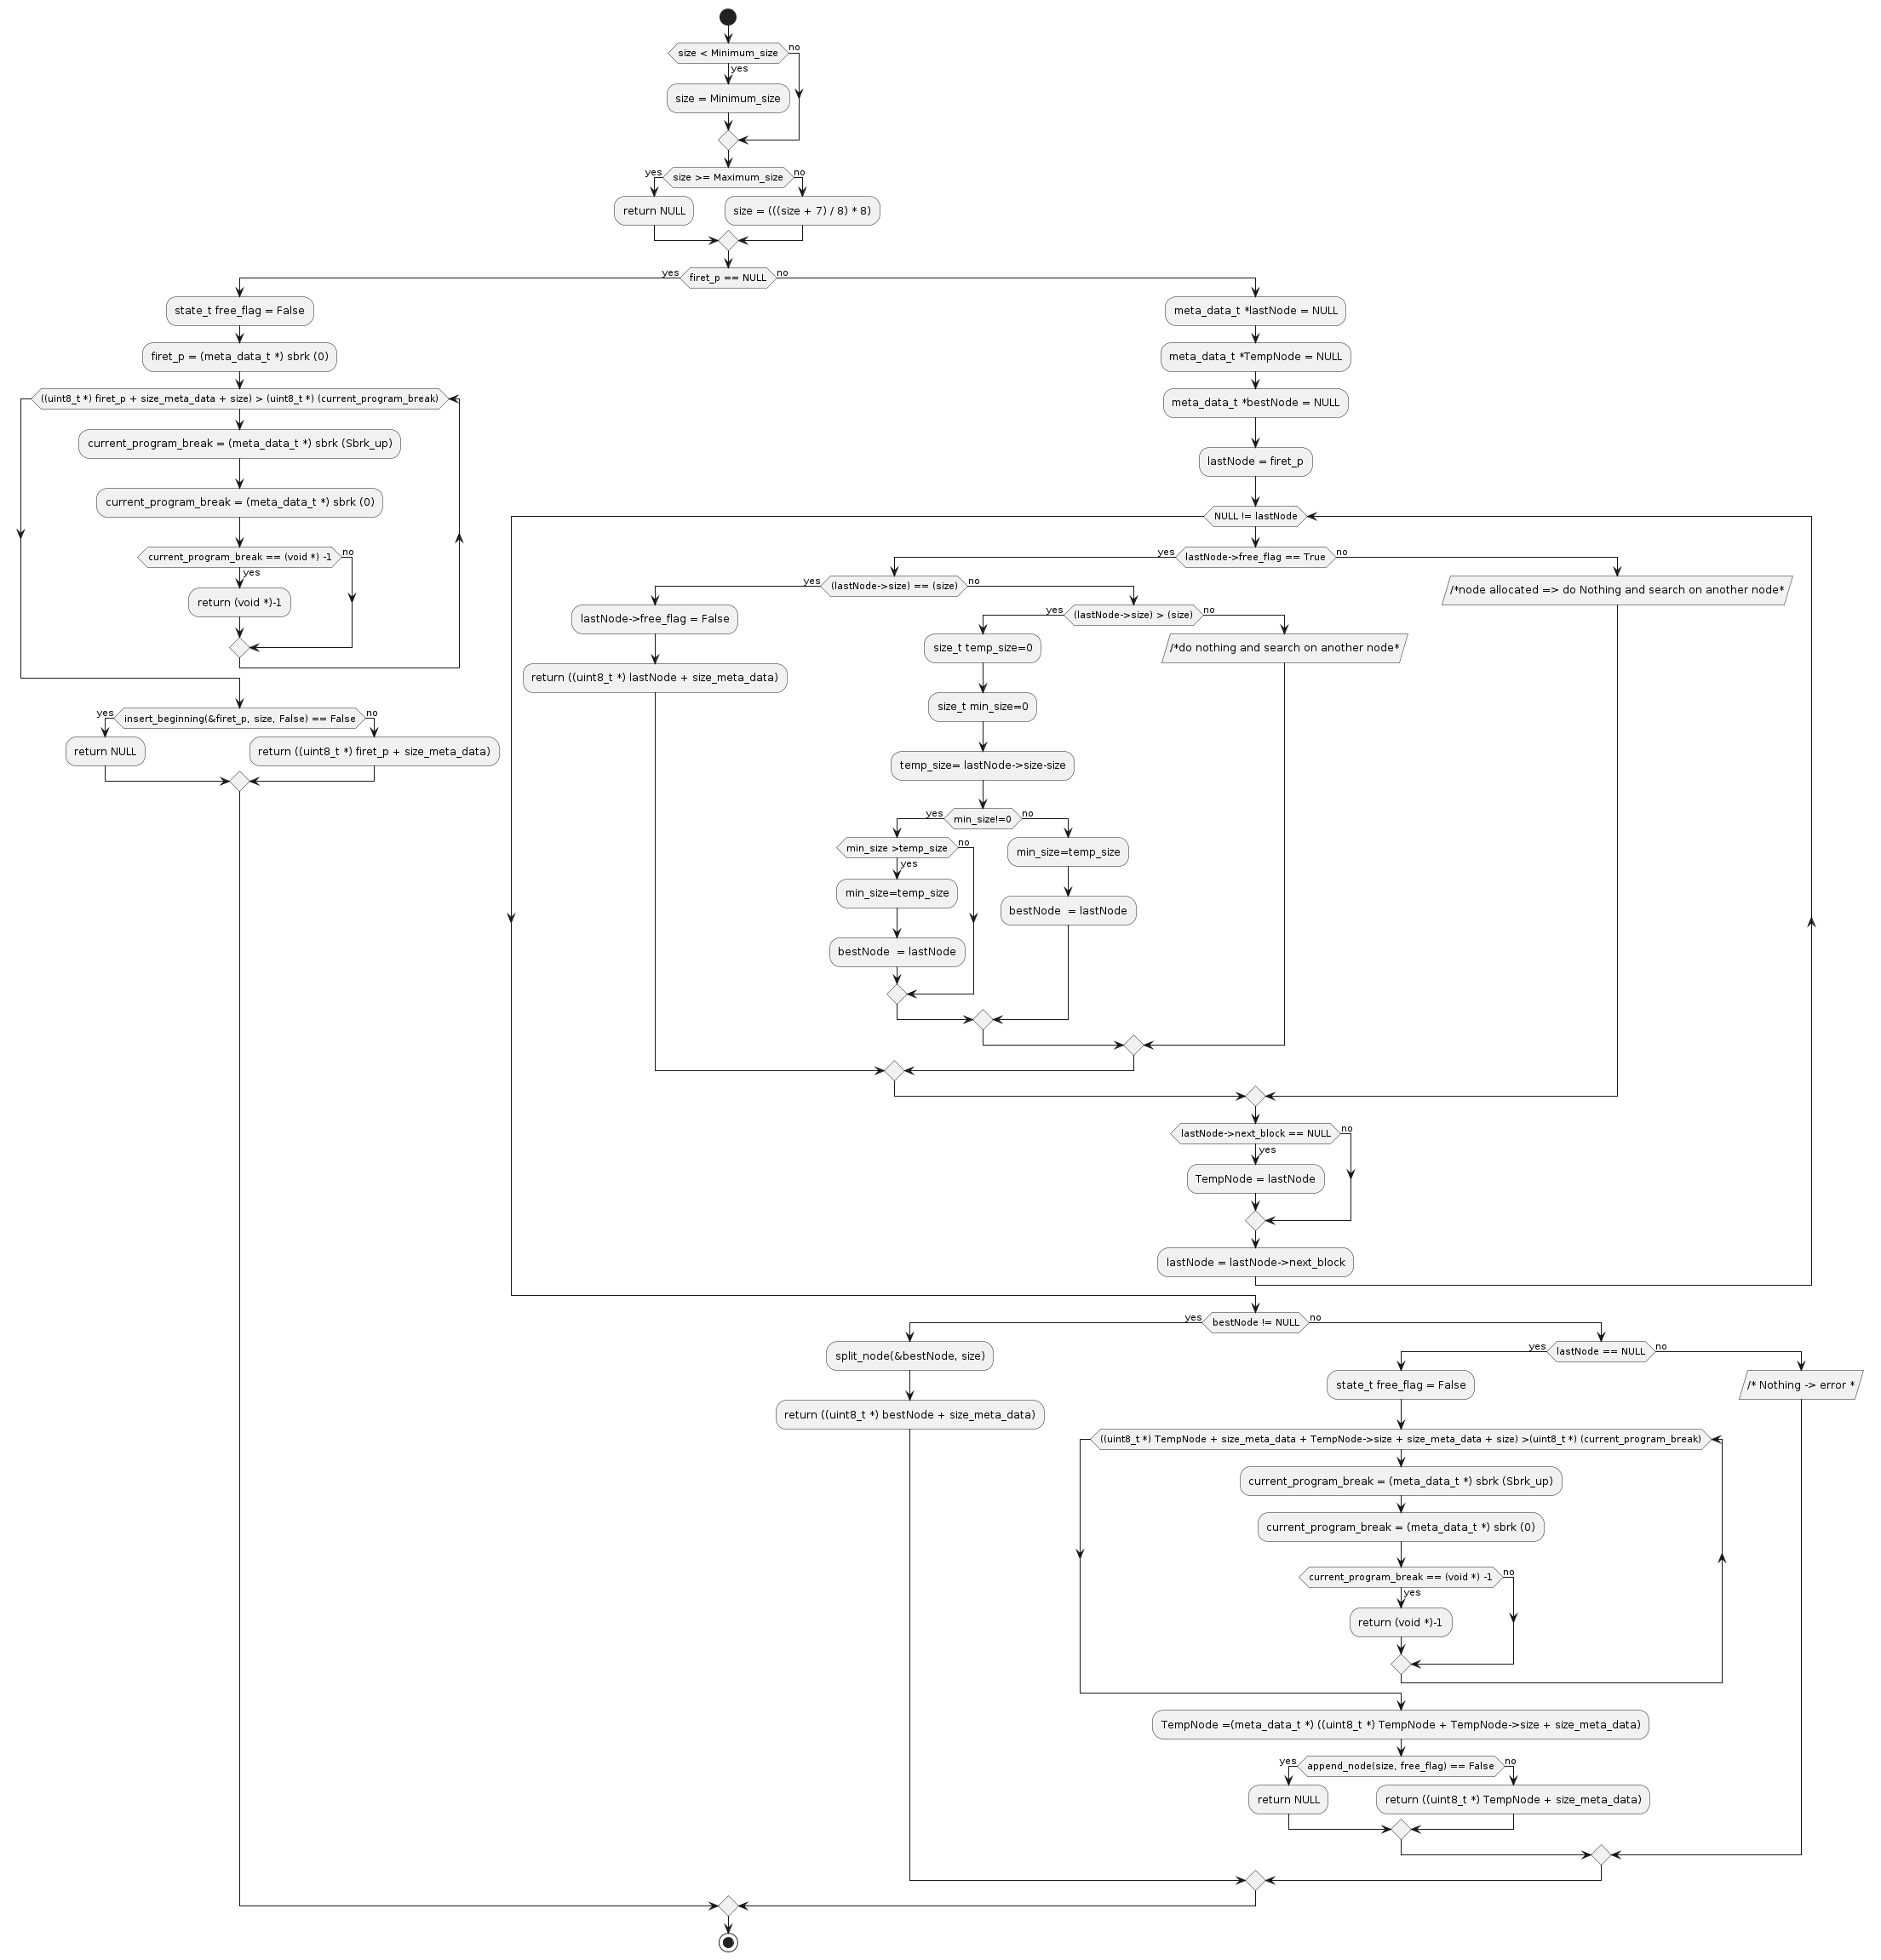 size < Minimum_size
no
yes
size = Minimum_size
yes
size >= Maximum_size
no
return NULL
size = (((size + 7) / 8) * 8)
yes
firet_p == NULL
no
state_t free_flag = False
firet_p = (meta_data_t *) sbrk (0)
((uint8_t *) firet_p + size_meta_data + size) > (uint8_t *) (current_program_break)
current_program_break = (meta_data_t *) sbrk (Sbrk_up)
current_program_break = (meta_data_t *) sbrk (0)
current_program_break == (void *) -1
no
yes
return (void *)-1
yes
insert_beginning(&firet_p, size, False) == False
no
return NULL
return ((uint8_t *) firet_p + size_meta_data)
meta_data_t *lastNode = NULL
meta_data_t *TempNode = NULL
meta_data_t *bestNode = NULL
lastNode = firet_p
NULL != lastNode
yes
lastNode->free_flag == True
no
yes
(lastNode->size) == (size)
no
/*node allocated => do Nothing and search on another node*
lastNode->free_flag = False
return ((uint8_t *) lastNode + size_meta_data)
yes
(lastNode->size) > (size)
no
size_t temp_size=0
/*do nothing and search on another node*
size_t min_size=0
temp_size= lastNode->size-size
yes
min_size!=0
no
min_size >temp_size
no
yes
min_size=temp_size
bestNode  = lastNode
min_size=temp_size
bestNode  = lastNode
lastNode->next_block == NULL
no
yes
TempNode = lastNode
lastNode = lastNode->next_block
yes
bestNode != NULL
no
split_node(&bestNode, size)
return ((uint8_t *) bestNode + size_meta_data)
yes
lastNode == NULL
no
state_t free_flag = False
/* Nothing -> error *
((uint8_t *) TempNode + size_meta_data + TempNode->size + size_meta_data + size) >(uint8_t *) (current_program_break)
current_program_break = (meta_data_t *) sbrk (Sbrk_up)
current_program_break = (meta_data_t *) sbrk (0)
current_program_break == (void *) -1
no
yes
return (void *)-1
TempNode =(meta_data_t *) ((uint8_t *) TempNode + TempNode->size + size_meta_data)
yes
append_node(size, free_flag) == False
no
return NULL
return ((uint8_t *) TempNode + size_meta_data)